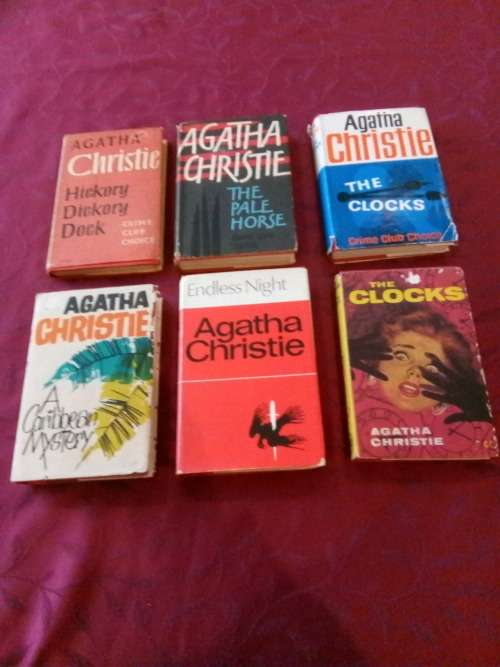 AGATHA
Christie
Hickory
Dickory
Dock
CRIME
CLUB
CHOICE
AGATHA
CHRISTIE
THE
PALE
HORSE
Agatha
Christie
THE
CLOCKS
Crime Club Choice
AGATHA
CHRISTIE
A
Caribbean
Mystery
Endless Night
Agatha
Christie
THE
CLOCKS
AGATHA
CHRISTIE